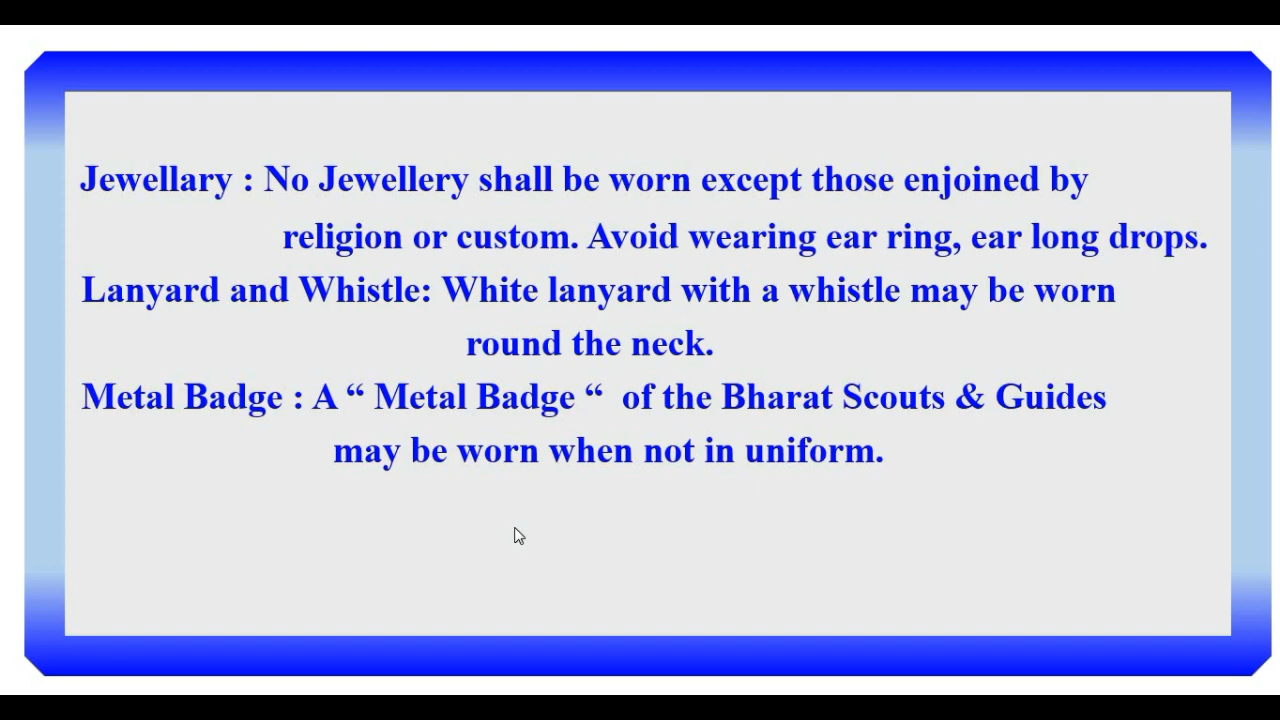 Jewellary : No Jewellery shall be worn except those enjoined by
religion or custom. Avoid wearing ear ring, ear long drops.
Lanyard and Whistle: White lanyard with a whistle may be worn
round the neck.
Metal Badge : A “ Metal Badge “ of the Bharat Scouts & Guides
may be worn when not in uniform.